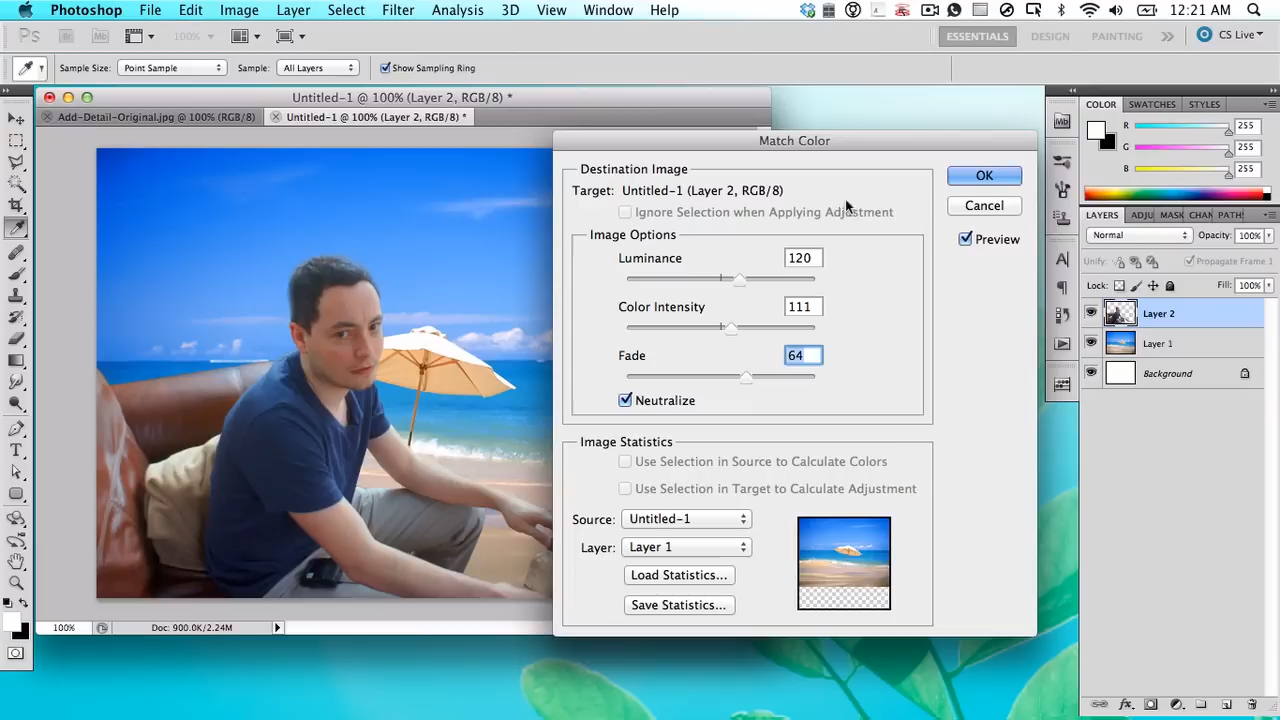 Photoshop File Edit Image Layer Select Filter Analysis 3D View Window Help 12:21 AM
Ps Br Mb 100% ESSENTIALS DESIGN PAINTING CS Live
Sample Size: Point Sample Sample: All Layers Show Sampling Ring
Untitled-1 @ 100% (Layer 2, RGB/8) *
Add-Detail-Original.jpg @ 100% (RGB/8) Untitled-1 @ 100% (Layer 2, RGB/8) *
Match Color
Destination Image
Target: Untitled-1 (Layer 2, RGB/8)
Ignore Selection when Applying Adjustment
Image Options
Luminance 120
Color Intensity 111
Fade 64
Neutralize
Image Statistics
Use Selection in Source to Calculate Colors
Use Selection in Target to Calculate Adjustment
Source: Untitled-1
Layer: Layer 1
Load Statistics...
Save Statistics...
OK
Cancel
Preview
100% Doc: 900.0K/2.24M
Mb
COLOR SWATCHES STYLES
R 255
G 255
B 255
LAYERS ADJU MASK CHAN PATH
Normal Opacity: 100%
Unify: Propagate Frame 1
Lock: Fill: 100%
Layer 2
Layer 1
Background